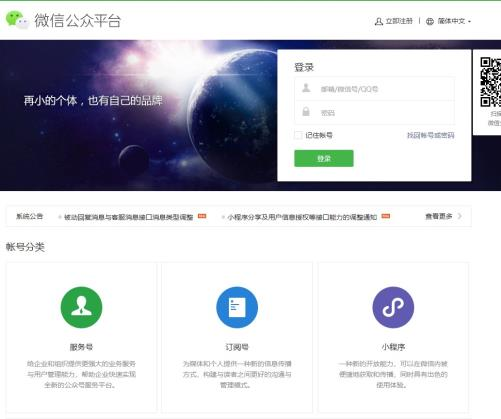 微信公众平台
立即注册 | 简体中文
登录
邮箱/微信号/QQ号
再小的个体，也有自己的品牌
密码
记住帐号 找回帐号或密码
登录
系统公告 被动回复消息与客服消息接口消息类型调整 小程序分享及用户信息授权等接口能力的调整通知 查看更多
帐号分类
服务号 订阅号 小程序
给企业和组织提供更强大的业务服务 为媒体和个人提供一种新的信息传播 一种新的开放能力，可以在微信内被
与用户管理能力，帮助企业快速实现 方式，构建与读者之间更好的沟通与 便捷地获取和传播，同时具有出色的
全新的公众号服务平台。 管理模式。 使用体验。